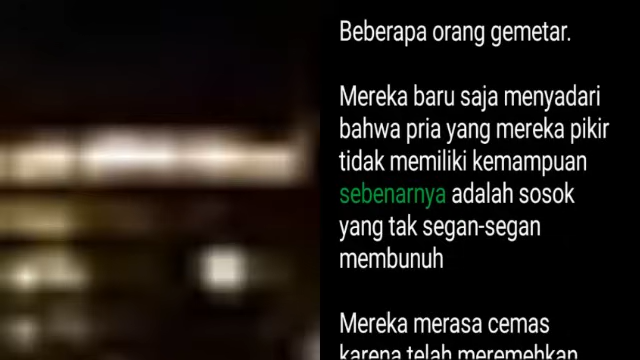 Beberapa orang gemetar.
Mereka baru saja menyadari
bahwa pria yang mereka pikir
tidak memiliki kemampuan
sebenarnya adalah sosok
yang tak segan-segan
membunuh
Mereka merasa cemas
karena telah meremehkan